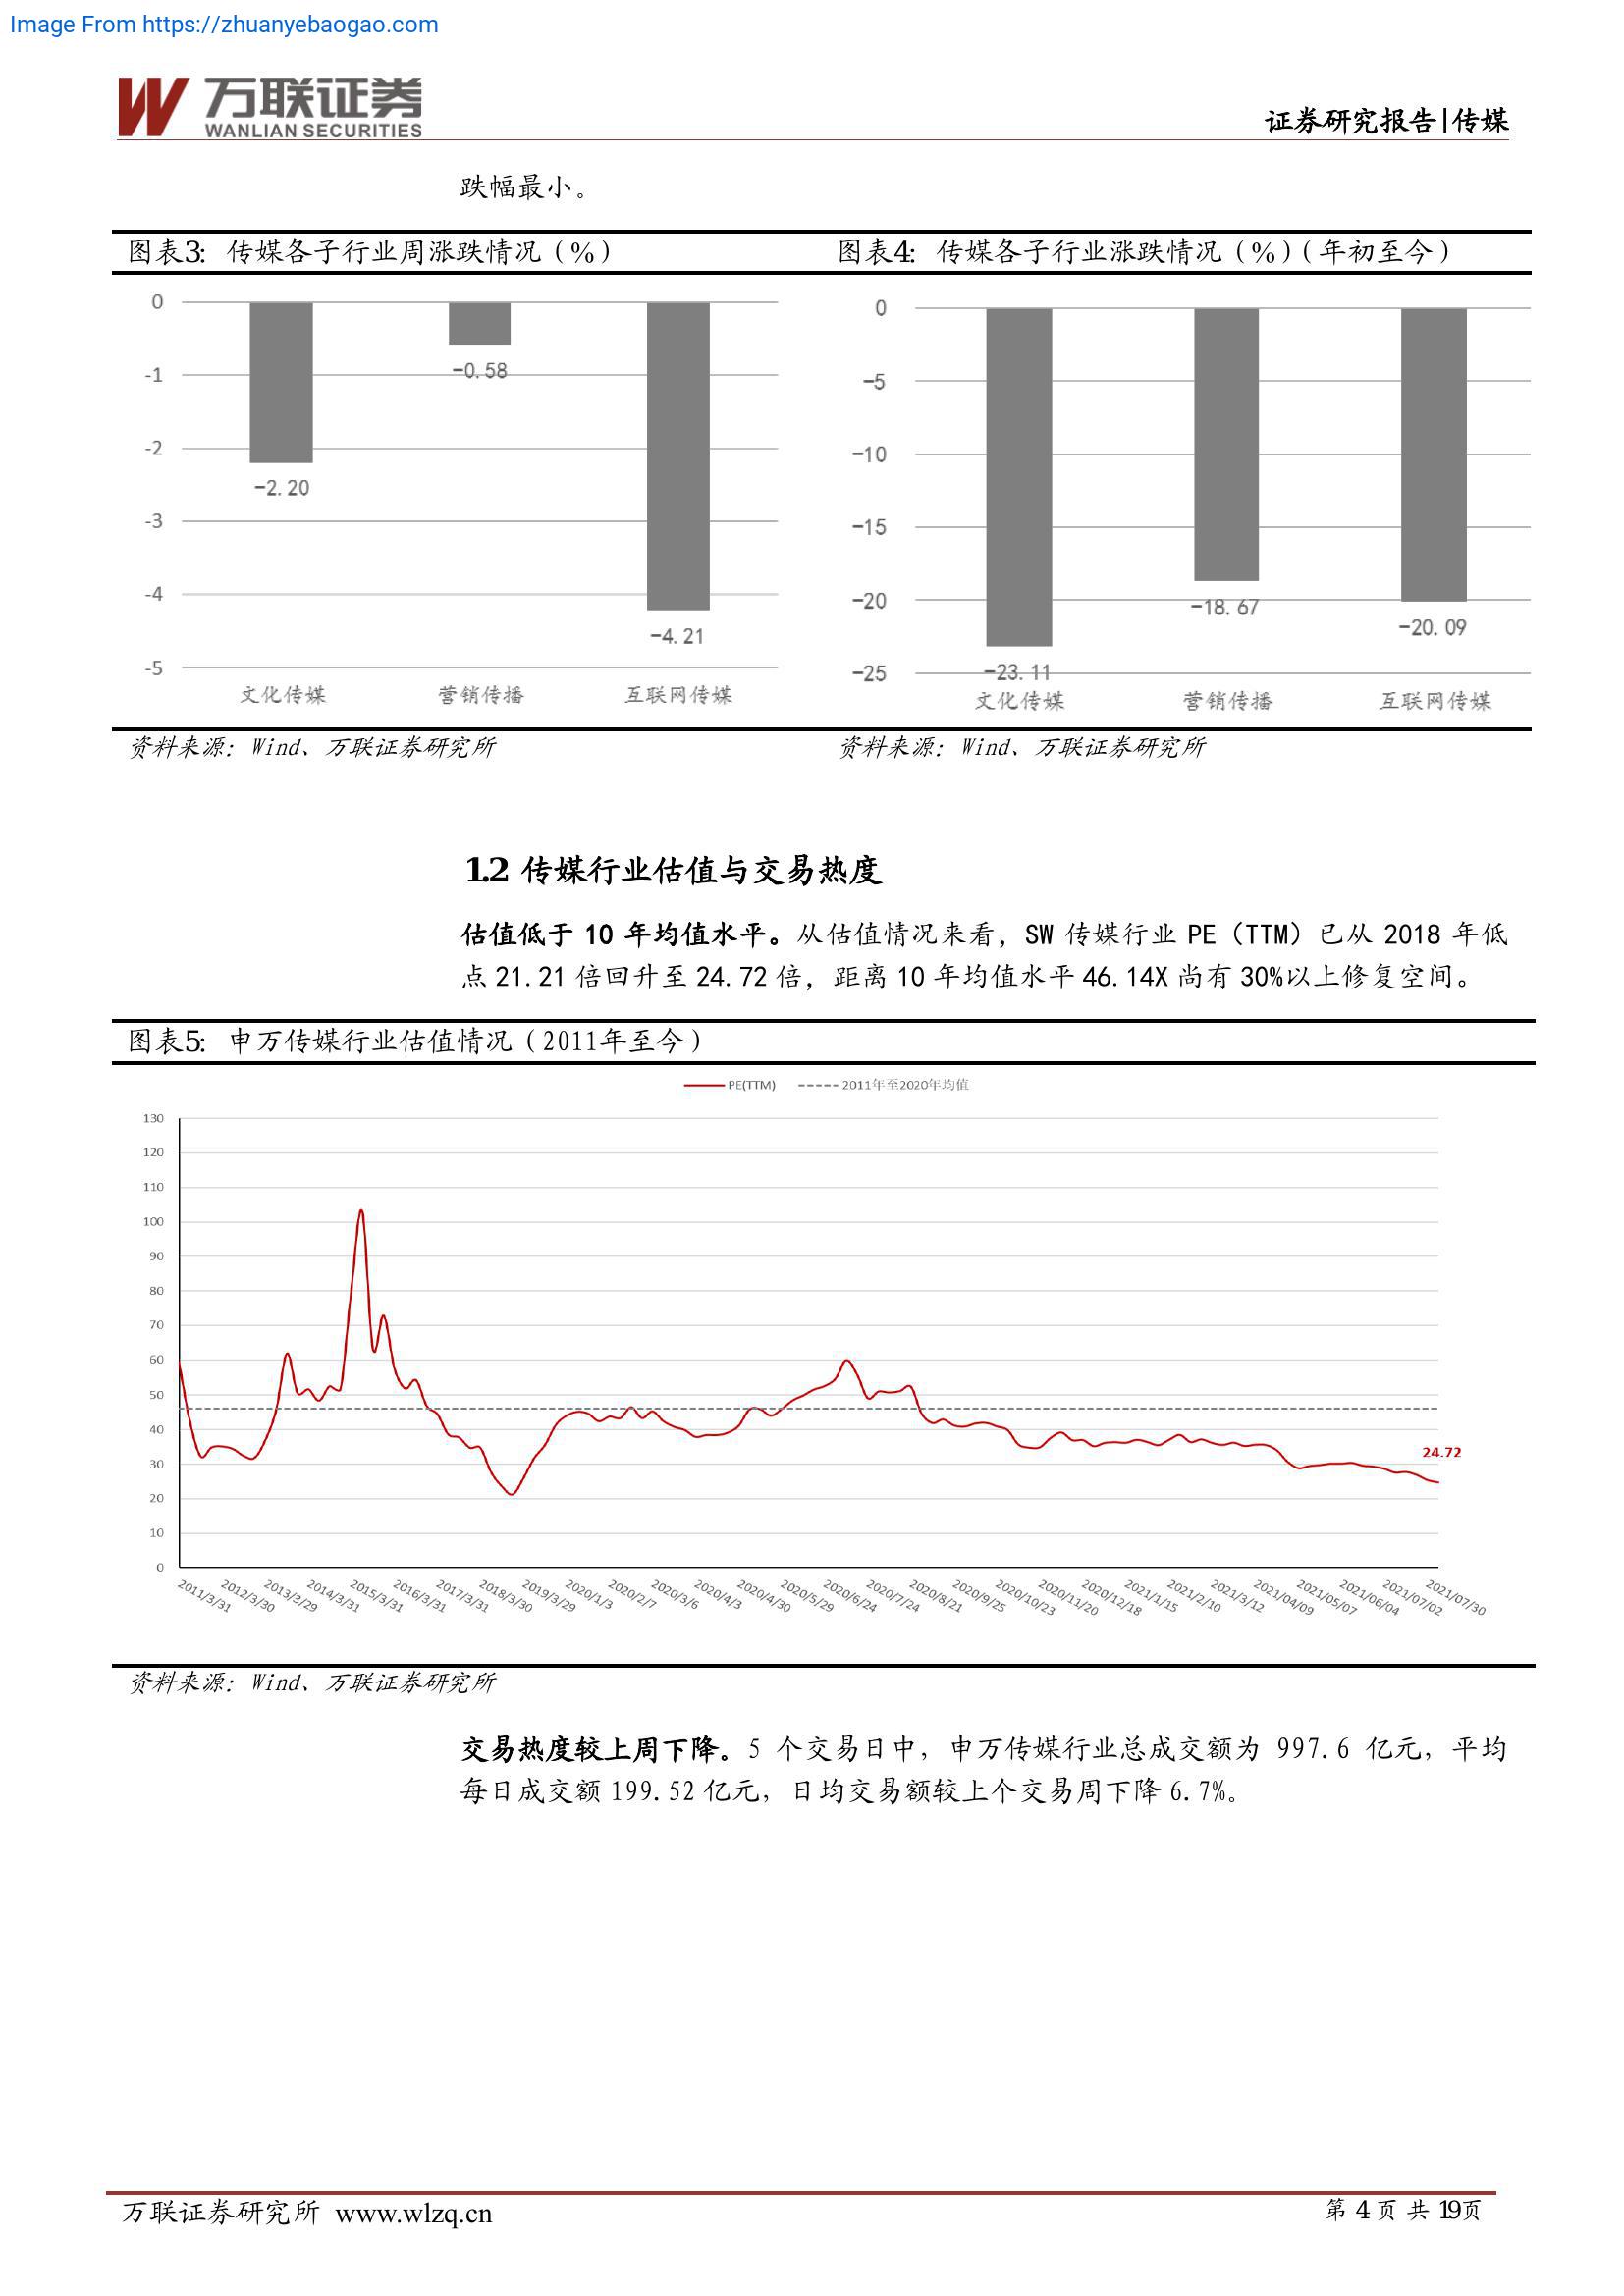 Image From https://zhuanyebaogao.com
万联证券
WANLIAN SECURITIES
证券研究报告|传媒
跌幅最小。
图表3: 传媒各子行业周涨跌情况（%）
0
-1
-2
-3
-4
-5
-2.20
-0.58
-4.21
文化传媒 营销传播 互联网传媒
资料来源：Wind、万联证券研究所
图表4: 传媒各子行业涨跌情况（%）（年初至今）
0
-5
-10
-15
-20
-25
-23.11
-18.67
-20.09
文化传媒 营销传播 互联网传媒
资料来源：Wind、万联证券研究所
1.2 传媒行业估值与交易热度
估值低于 10 年均值水平。从估值情况来看，SW 传媒行业 PE（TTM）已从 2018 年低
点 21.21 倍回升至 24.72 倍，距离 10 年均值水平 46.14X 尚有 30%以上修复空间。
图表5: 申万传媒行业估值情况（2011年至今）
PE(TTM) 2011年至2020年均值
130
120
110
100
90
80
70
60
50
40
30
20
10
0
24.72
2011/3/31 2012/3/30 2013/3/29 2014/3/31 2015/3/31 2016/3/31 2017/3/31 2018/3/30 2019/3/29 2020/1/3 2020/2/7 2020/3/6 2020/4/3 2020/4/30 2020/5/29 2020/6/24 2020/7/24 2020/8/21 2020/9/25 2020/10/23 2020/11/20 2020/12/18 2021/1/15 2021/2/10 2021/3/12 2021/04/09 2021/05/07 2021/06/04 2021/07/02 2021/07/30
资料来源：Wind、万联证券研究所
交易热度较上周下降。5 个交易日中，申万传媒行业总成交额为 997.6 亿元，平均
每日成交额 199.52 亿元，日均交易额较上个交易周下降 6.7%。
万联证券研究所 www.wlzq.cn
第 4 页 共 19 页